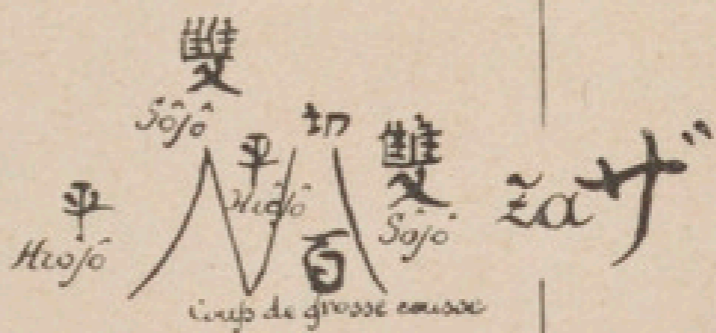 雙
Sôjô
平
Hiôjô
平
Hiôjô
切
百
雙
Sôjô
Coup de grosse caisse
za ザ